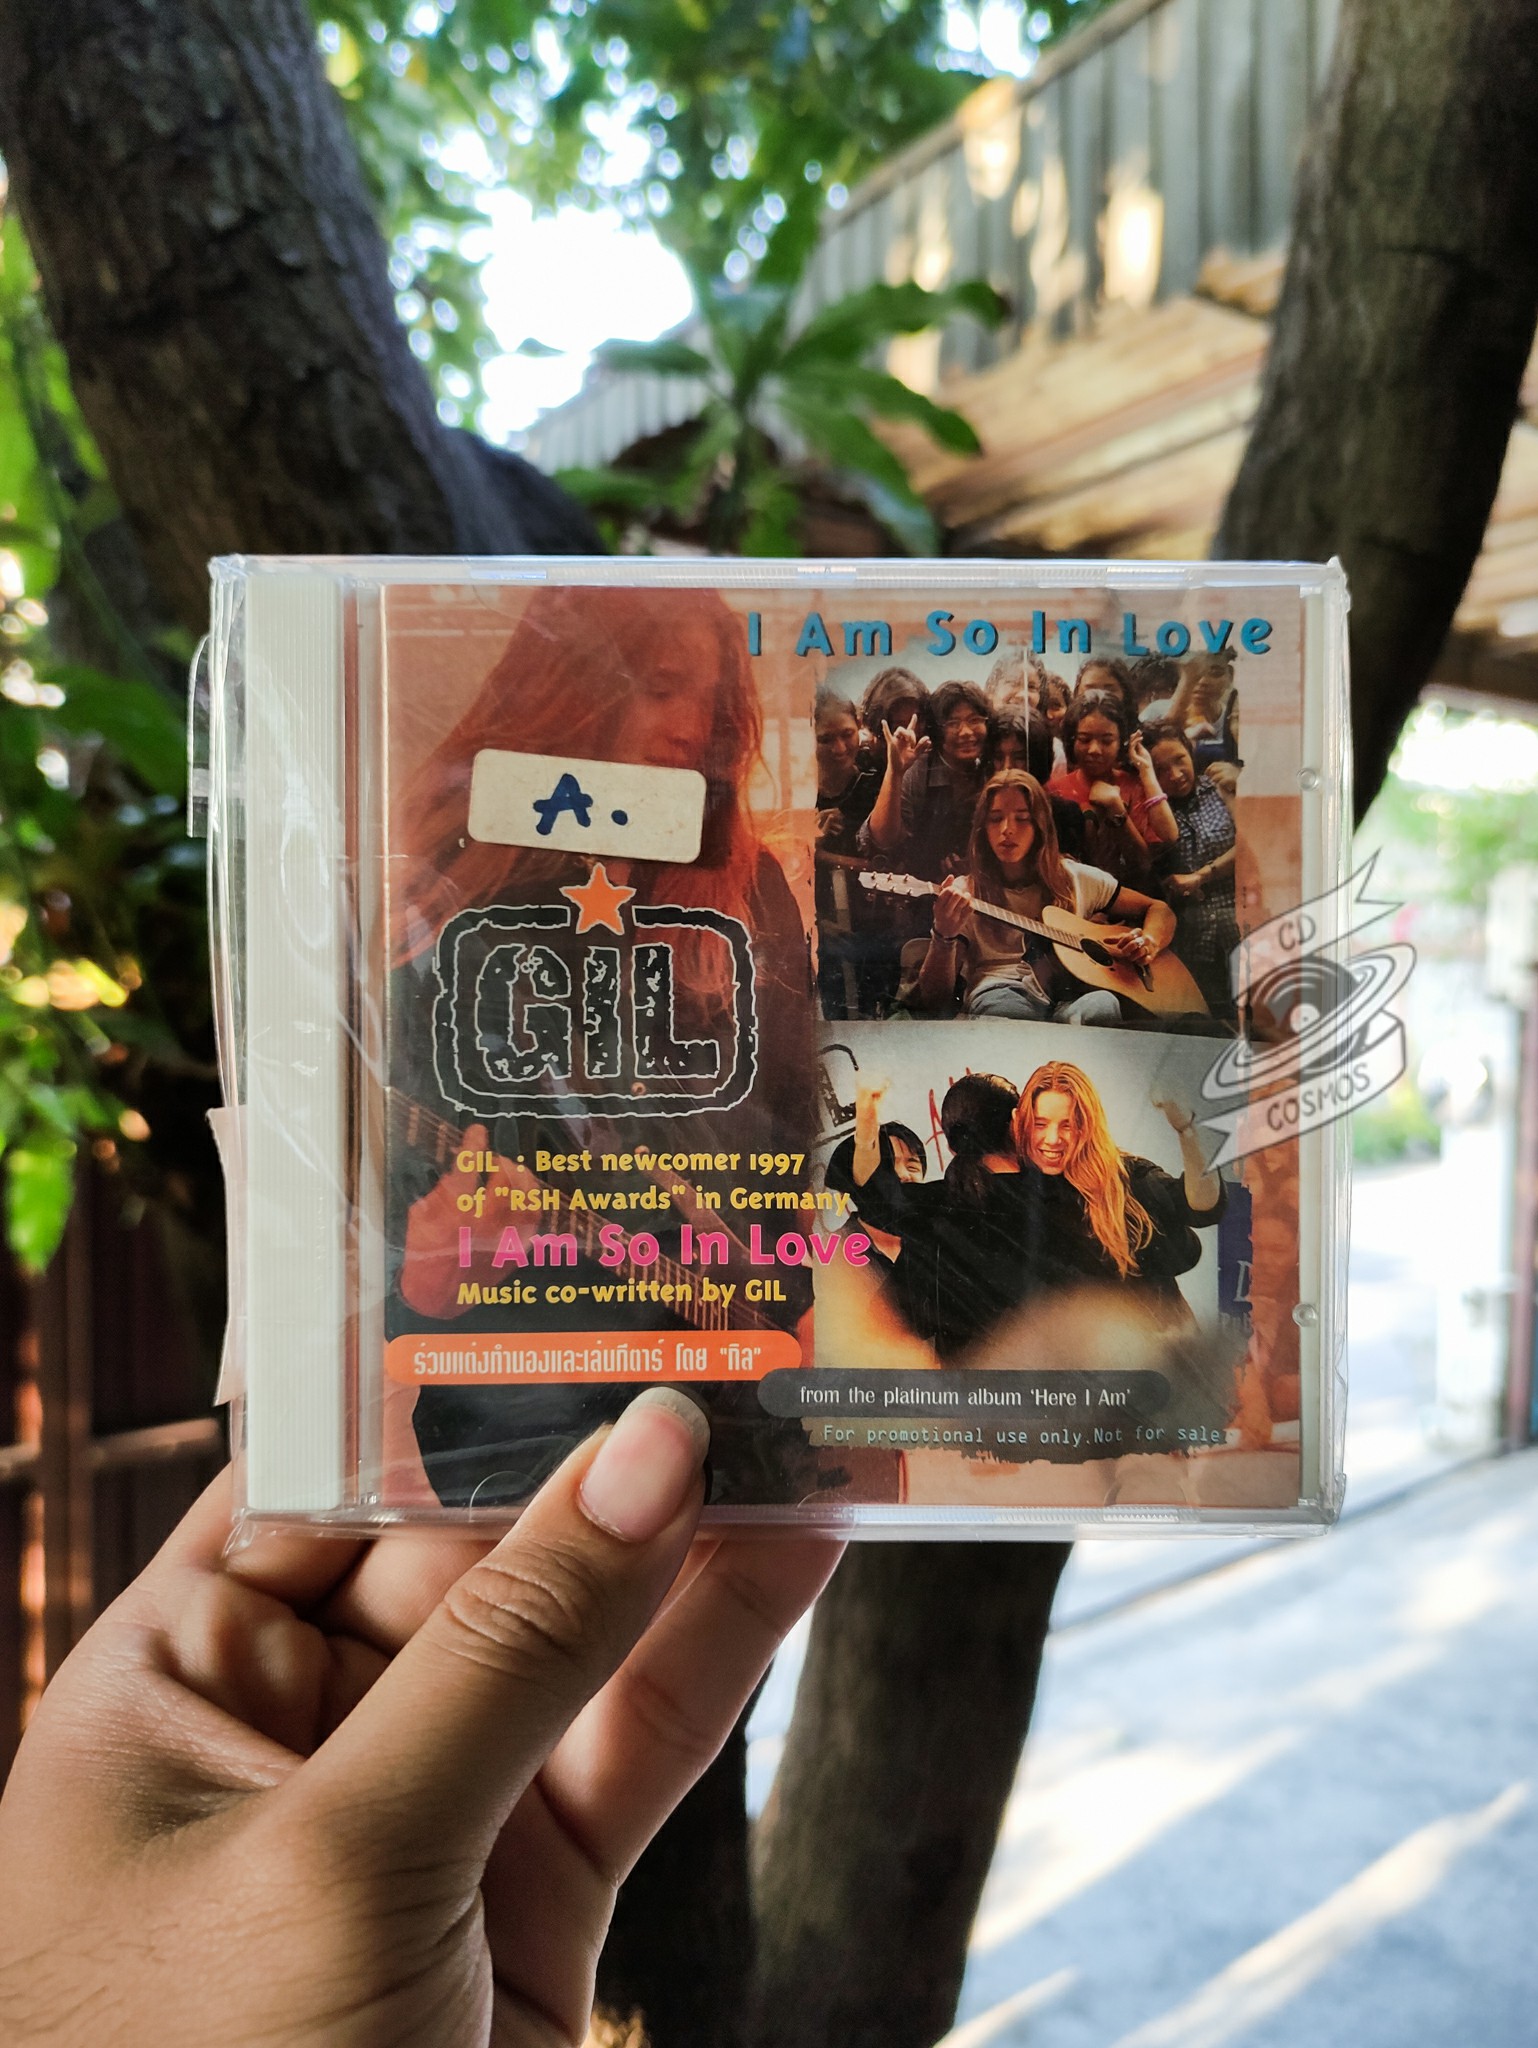 I Am So In Love
A.
GIL
GIL : Best newcomer 1997
of "RSH Awards" in Germany
I Am So In Love
Music co-written by GIL
ร่วมแต่งทำนองและเล่นกีตาร์ โดย "กิล"
from the platinum album 'Here I Am'
For promotional use only.Not for sale.
CD
COSMOS